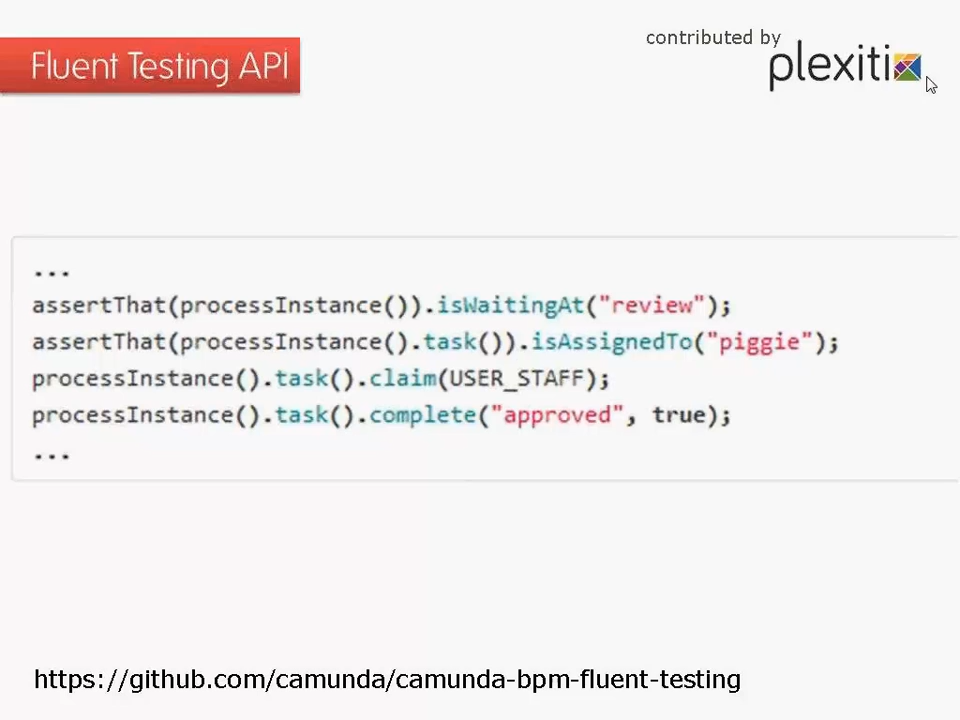 contributed by
plexiti
Fluent Testing API
...
assertThat(processInstance()).isWaitingAt("review");
assertThat(processInstance().task()).isAssignedTo("piggie");
processInstance().task().claim(USER_STAFF);
processInstance().task().complete("approved", true);
...
https://github.com/camunda/camunda-bpm-fluent-testing